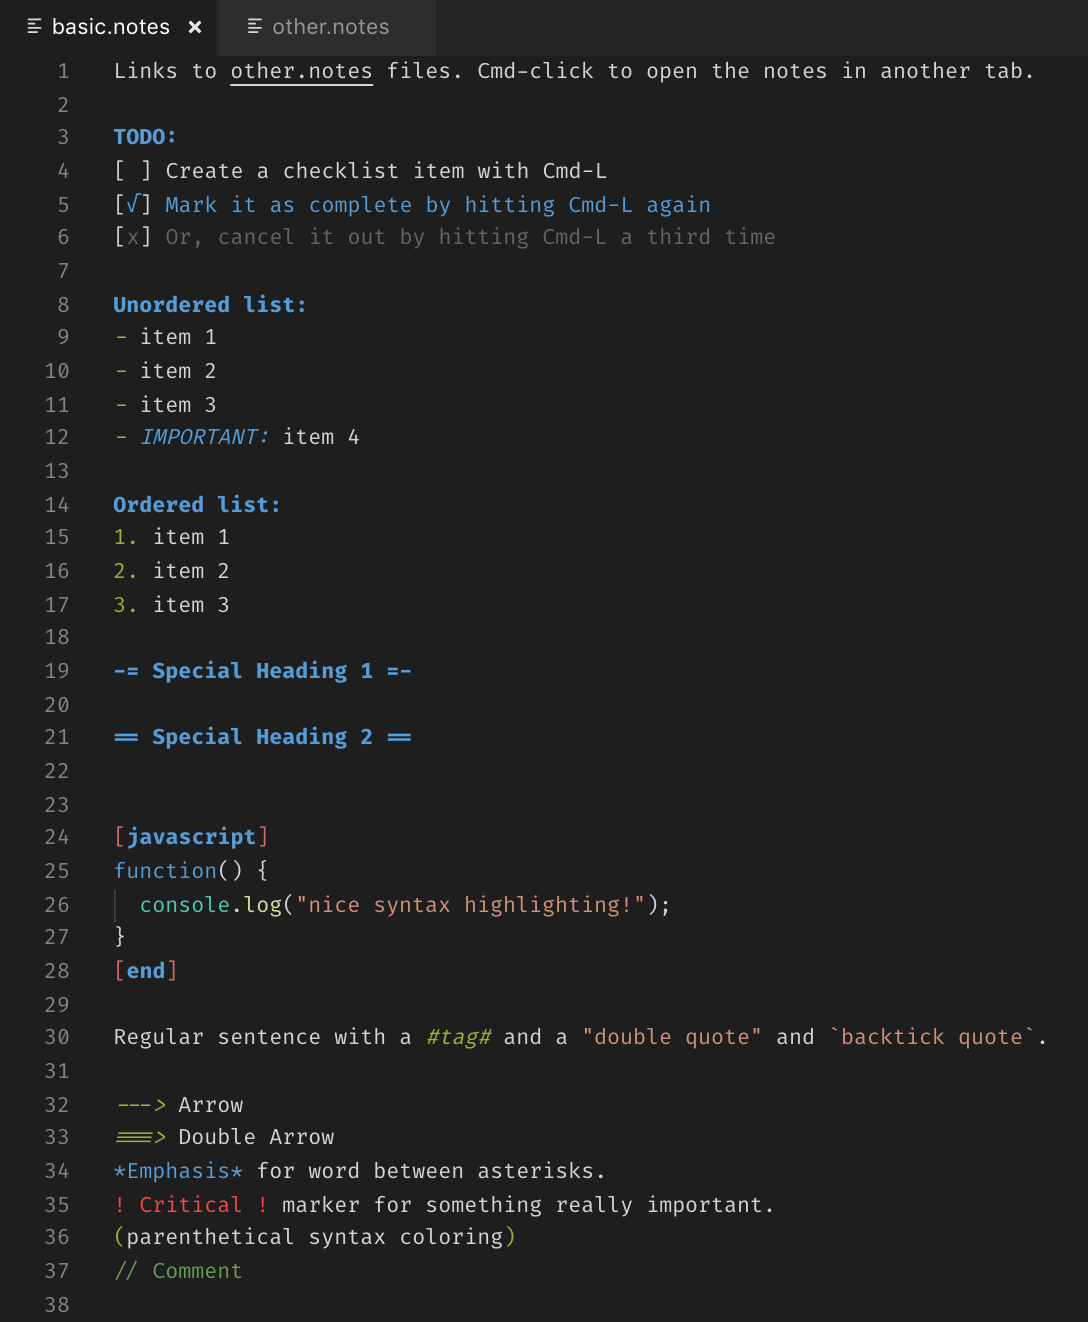 basic.notes × other.notes
1 Links to other.notes files. Cmd-click to open the notes in another tab.
2
3 TODO:
4 [ ] Create a checklist item with Cmd-L
5 [√] Mark it as complete by hitting Cmd-L again
6 [x] Or, cancel it out by hitting Cmd-L a third time
7
8 Unordered list:
9 - item 1
10 - item 2
11 - item 3
12 - IMPORTANT: item 4
13
14 Ordered list:
15 1. item 1
16 2. item 2
17 3. item 3
18
19 -= Special Heading 1 =-
20
21 == Special Heading 2 ==
22
23
24 [javascript]
25 function() {
26   console.log("nice syntax highlighting!");
27 }
28 [end]
29
30 Regular sentence with a #tag# and a "double quote" and `backtick quote`.
31
32 ---> Arrow
33 ===> Double Arrow
34 *Emphasis* for word between asterisks.
35 ! Critical ! marker for something really important.
36 (parenthetical syntax coloring)
37 // Comment
38